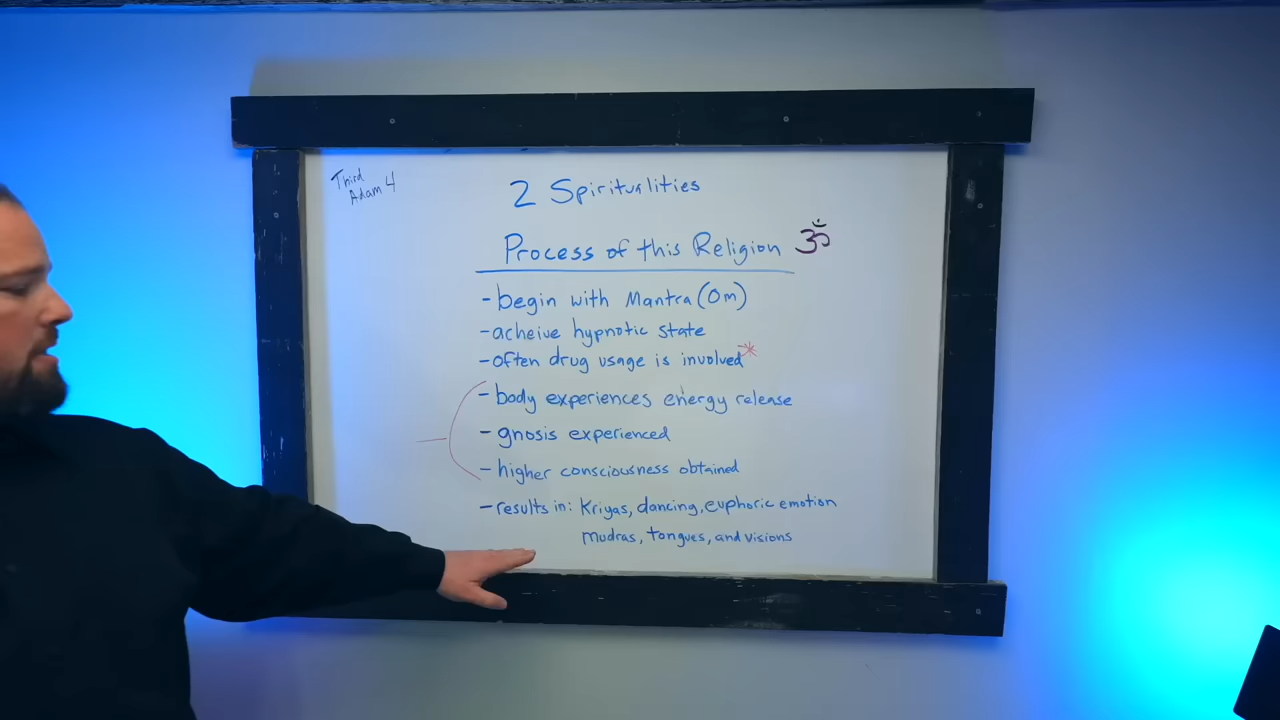 Third
Adam 4
2 Spiritualities
Process of this Religion ॐ
-begin with Mantra (Om)
-acheive hypnotic state
-often drug usage is involved*
-body experiences energy release
-gnosis experienced
-higher consciousness obtained
-results in: Kriyas, dancing, euphoric emotion
mudras, tongues, and visions